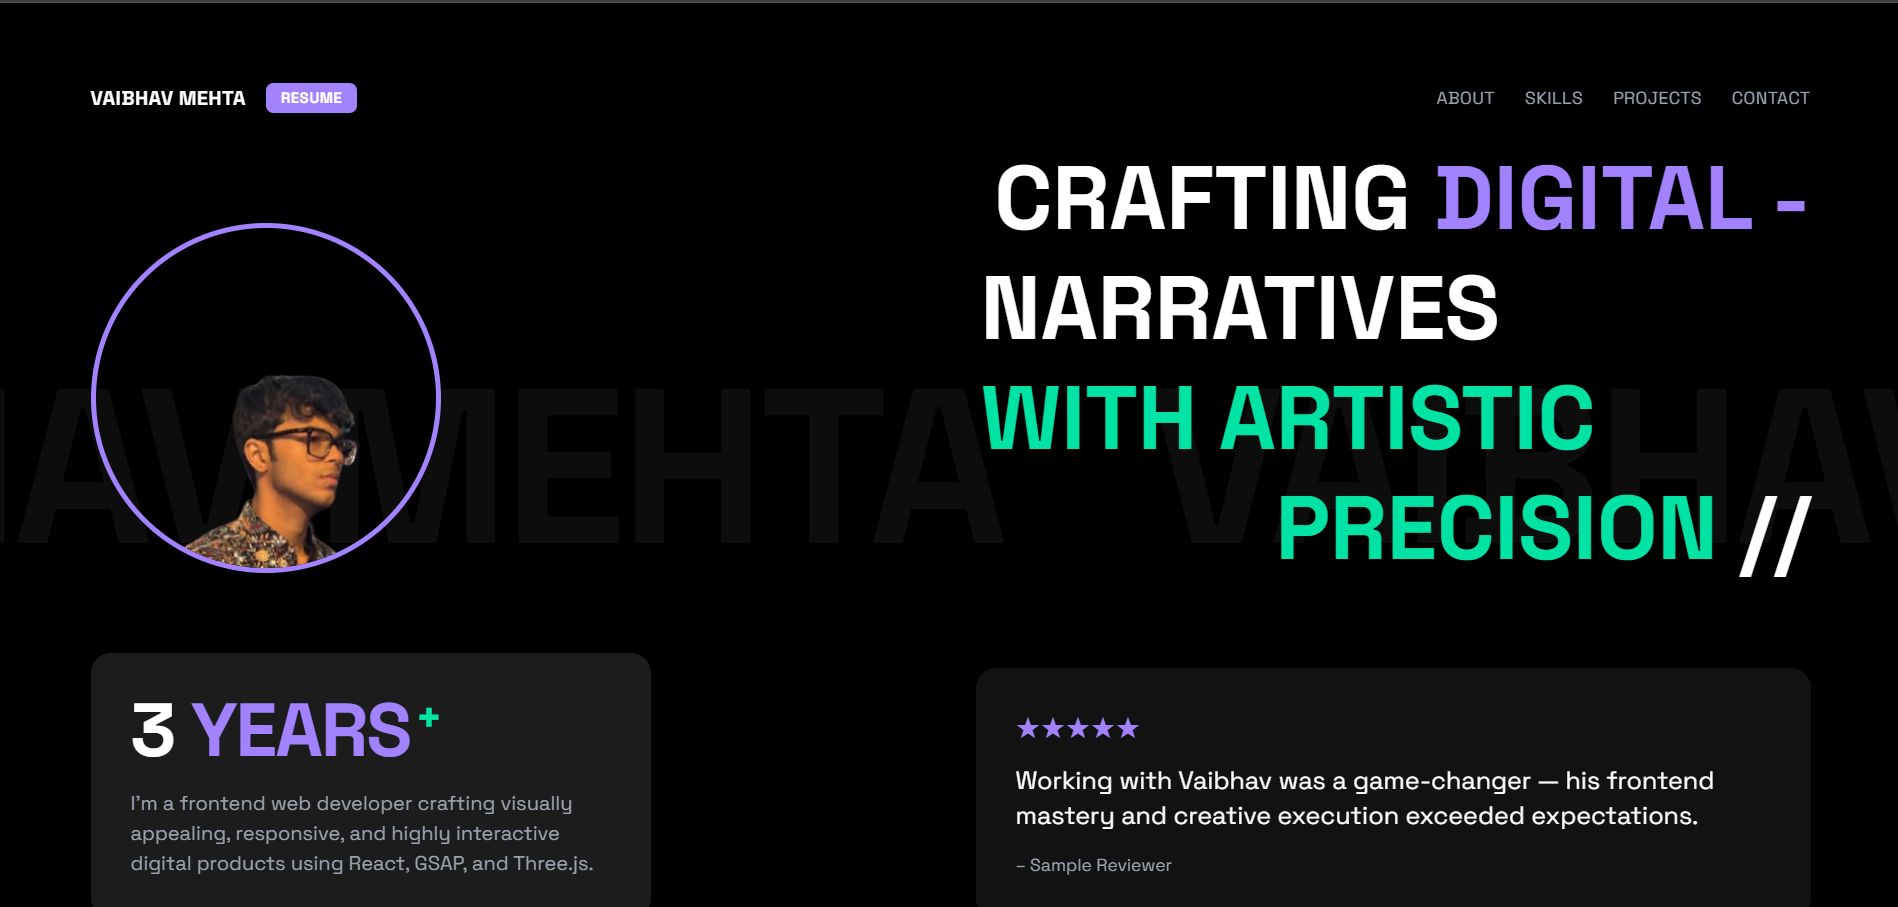 VAIBHAV MEHTA RESUME
ABOUT SKILLS PROJECTS CONTACT
CRAFTING DIGITAL -
NARRATIVES
WITH ARTISTIC
PRECISION //
HAV MEHTA VAIBHAV
3 YEARS+
I'm a frontend web developer crafting visually
appealing, responsive, and highly interactive
digital products using React, GSAP, and Three.js.
★★★★★
Working with Vaibhav was a game-changer — his frontend
mastery and creative execution exceeded expectations.
– Sample Reviewer